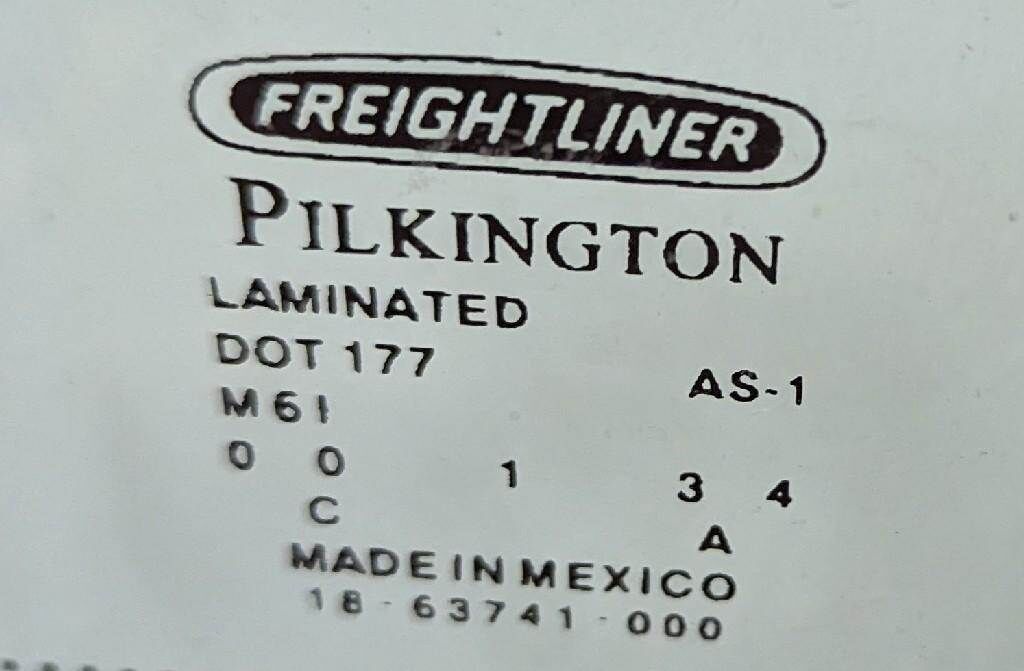 FREIGHTLINER
PILKINGTON
LAMINATED
DOT 177 AS-1
M61
0 0 1 3 4
C A
MADE IN MEXICO
18-63741-000